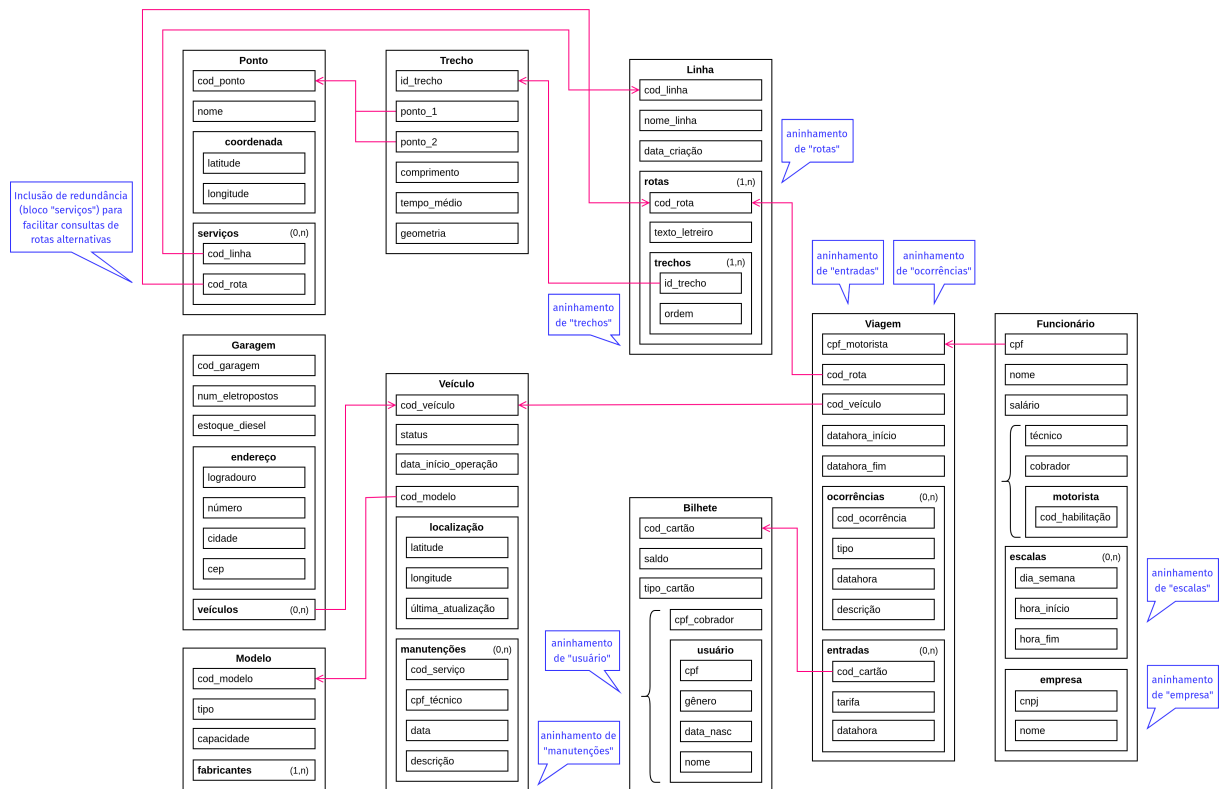 Ponto
cod_ponto
nome
coordenada
latitude
longitude
serviços (0,n)
cod_linha
cod_rota
Trecho
id_trecho
ponto_1
ponto_2
comprimento
tempo_médio
geometria
Linha
cod_linha
nome_linha
data_criação
rotas (1,n)
cod_rota
texto_letreiro
trechos (1,n)
id_trecho
ordem
aninhamento
de "rotas"
Inclusão de redundância
(bloco "serviços") para
facilitar consultas de
rotas alternativas
aninhamento
de "trechos"
aninhamento
de "entradas"
aninhamento
de "ocorrências"
Garagem
cod_garagem
num_eletropostos
estoque_diesel
endereço
logradouro
número
cidade
cep
veículos (0,n)
Modelo
cod_modelo
tipo
capacidade
fabricantes (1,n)
Veículo
cod_veículo
status
data_início_operação
cod_modelo
localização
latitude
longitude
última_atualização
manutenções (0,n)
cod_serviço
cpf_técnico
data
descrição
aninhamento de
"manutenções"
aninhamento
de "usuário"
Bilhete
cod_cartão
saldo
tipo_cartão
cpf_cobrador
usuário
cpf
gênero
data_nasc
nome
Viagem
cpf_motorista
cod_rota
cod_veículo
datahora_início
datahora_fim
ocorrências (0,n)
cod_ocorrência
tipo
datahora
descrição
entradas (0,n)
cod_cartão
tarifa
datahora
Funcionário
cpf
nome
salário
técnico
cobrador
motorista
cod_habilitação
escalas (0,n)
dia_semana
hora_início
hora_fim
empresa
cnpj
nome
aninhamento
de "escalas"
aninhamento
de "empresa"